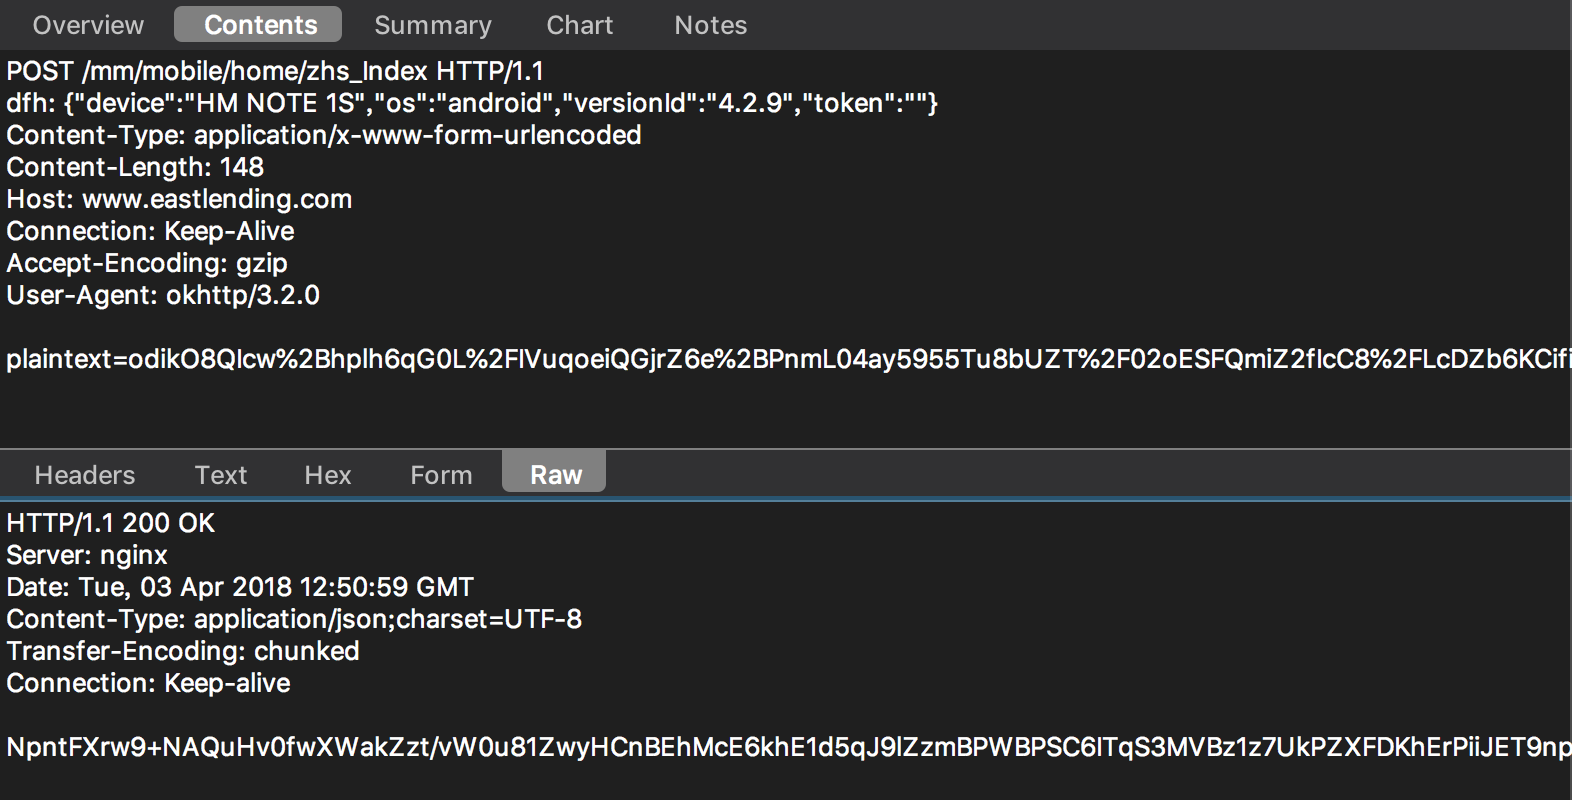 Overview Contents Summary Chart Notes
POST /mm/mobile/home/zhs_Index HTTP/1.1
dfh: {"device":"HM NOTE 1S","os":"android","versionId":"4.2.9","token":""}
Content-Type: application/x-www-form-urlencoded
Content-Length: 148
Host: www.eastlending.com
Connection: Keep-Alive
Accept-Encoding: gzip
User-Agent: okhttp/3.2.0
plaintext=odikO8QIcw%2Bhplh6qG0L%2FIVuqoeiQGjrZ6e%2BPnmL04ay5955Tu8bUZT%2F02oESFQmiZ2fIcC8%2FLcDZb6KCifi
Headers Text Hex Form Raw
HTTP/1.1 200 OK
Server: nginx
Date: Tue, 03 Apr 2018 12:50:59 GMT
Content-Type: application/json;charset=UTF-8
Transfer-Encoding: chunked
Connection: Keep-alive
NpntFXrw9+NAQuHv0fwXWakZzt/vW0u81ZwyHCnBEhMcE6khE1d5qJ9lZzmBPWBPSC6ITqS3MVBz1z7UkPZXFDKhErPiiJET9np